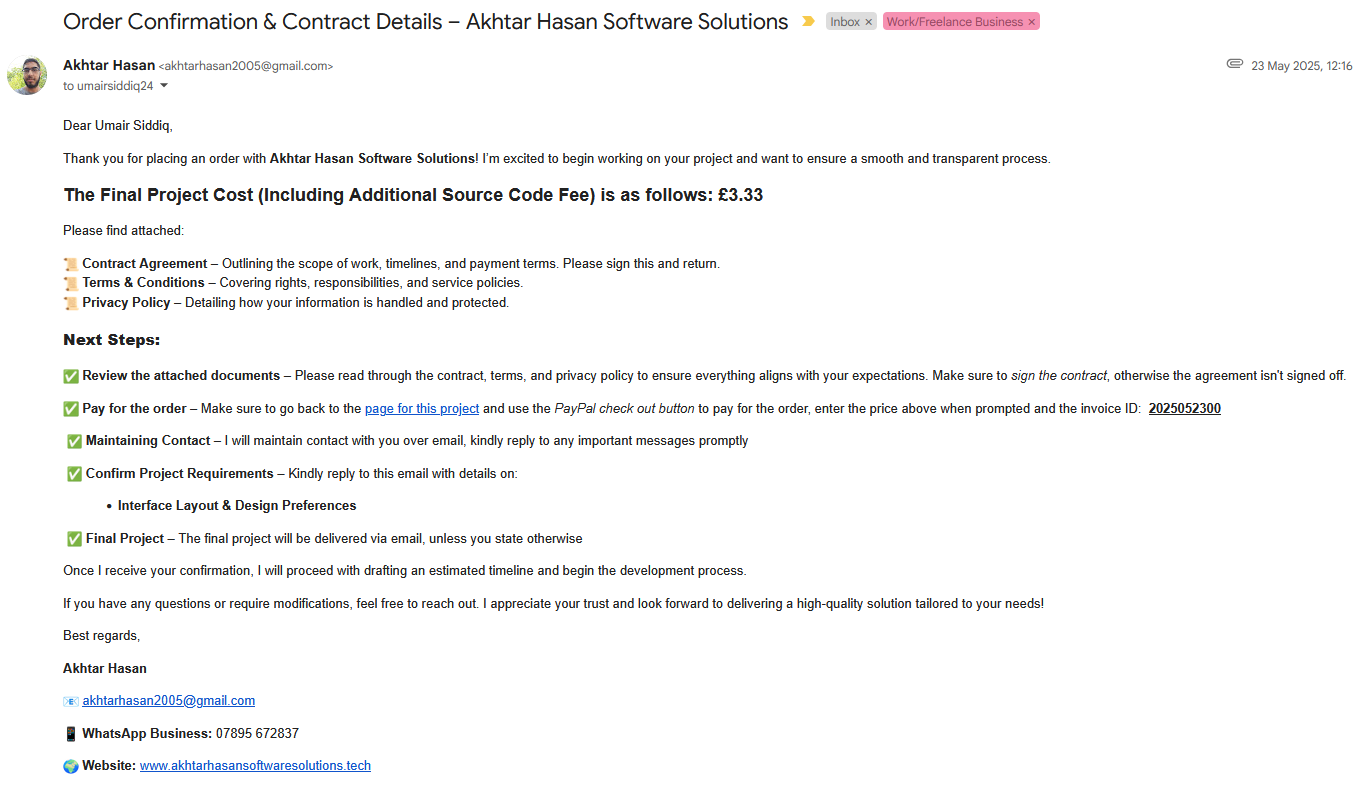 Order Confirmation & Contract Details – Akhtar Hasan Software Solutions Inbox × Work/Freelance Business ×
Akhtar Hasan <akhtarhasan2005@gmail.com> 23 May 2025, 12:16
to umairsiddiq24
Dear Umair Siddiq,
Thank you for placing an order with Akhtar Hasan Software Solutions! I'm excited to begin working on your project and want to ensure a smooth and transparent process.
The Final Project Cost (Including Additional Source Code Fee) is as follows: £3.33
Please find attached:
📜 Contract Agreement – Outlining the scope of work, timelines, and payment terms. Please sign this and return.
📜 Terms & Conditions – Covering rights, responsibilities, and service policies.
📜 Privacy Policy – Detailing how your information is handled and protected.
Next Steps:
✅ Review the attached documents – Please read through the contract, terms, and privacy policy to ensure everything aligns with your expectations. Make sure to sign the contract, otherwise the agreement isn't signed off.
✅ Pay for the order – Make sure to go back to the page for this project and use the PayPal check out button to pay for the order, enter the price above when prompted and the invoice ID: 2025052300
✅ Maintaining Contact – I will maintain contact with you over email, kindly reply to any important messages promptly
✅ Confirm Project Requirements – Kindly reply to this email with details on:
• Interface Layout & Design Preferences
✅ Final Project – The final project will be delivered via email, unless you state otherwise
Once I receive your confirmation, I will proceed with drafting an estimated timeline and begin the development process.
If you have any questions or require modifications, feel free to reach out. I appreciate your trust and look forward to delivering a high-quality solution tailored to your needs!
Best regards,
Akhtar Hasan
📧 akhtarhasan2005@gmail.com
📱 WhatsApp Business: 07895 672837
🌍 Website: www.akhtarhasansoftwaresolutions.tech